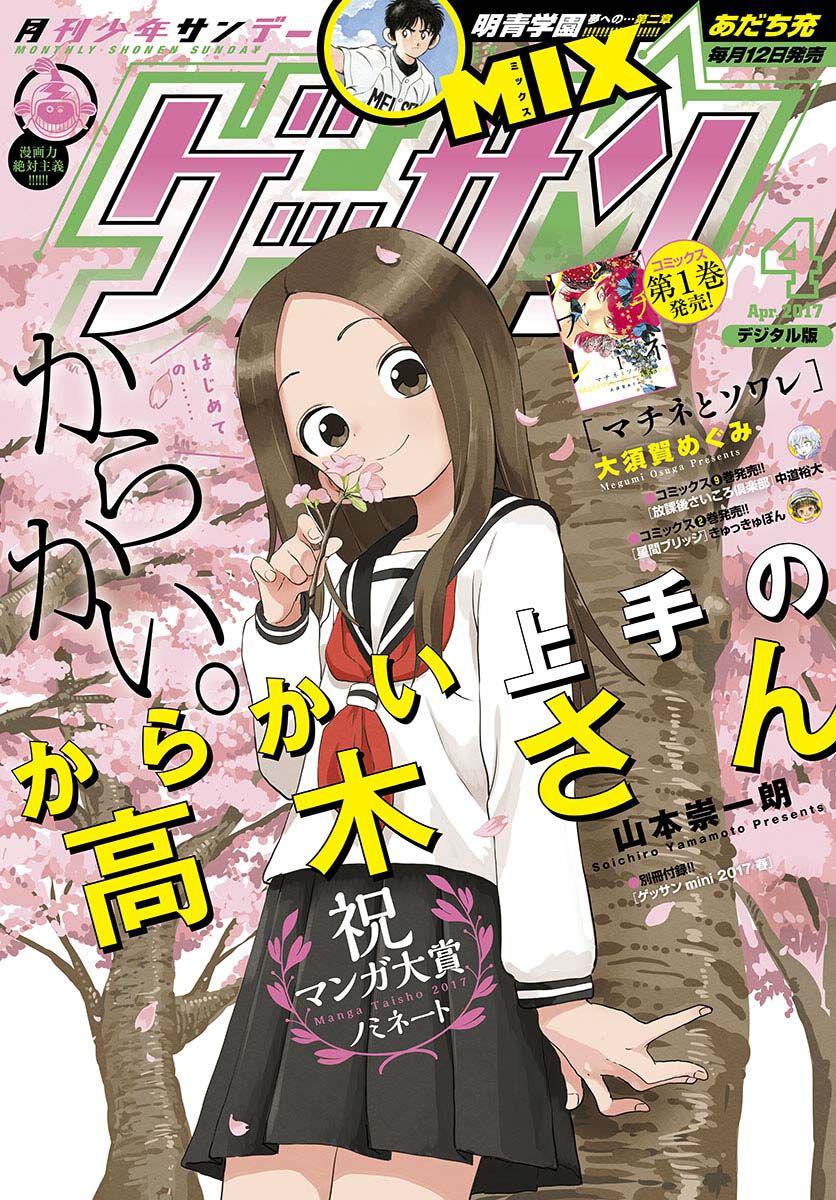 月刊少年サンデー
MONTHLY SHONEN SUNDAY
ゲッサン
漫画力
絶対主義
!!!!!!
明青学園
夢への…第二章
!!!!!!!!!!!!!!!!!!
あだち充
毎月12日発売
MIX
ミックス
4
Apr.2017
デジタル版
コミックス
第1巻
発売!
[マチネとソワレ]
大須賀めぐみ
Megumi Osuga Presents
コミックス9巻発売!!
[放課後さいころ倶楽部] 中道裕大
コミックス2巻発売!!
[星間ブリッジ] きゅっきゅぽん
はじめて
の……
からかい。
からかい上手の
高木さん
山本崇一朗
Soichiro Yamamoto Presents
別冊付録!!
[ゲッサン mini 2017 春]
祝
マンガ大賞
Manga Taisho 2017
ノミネート